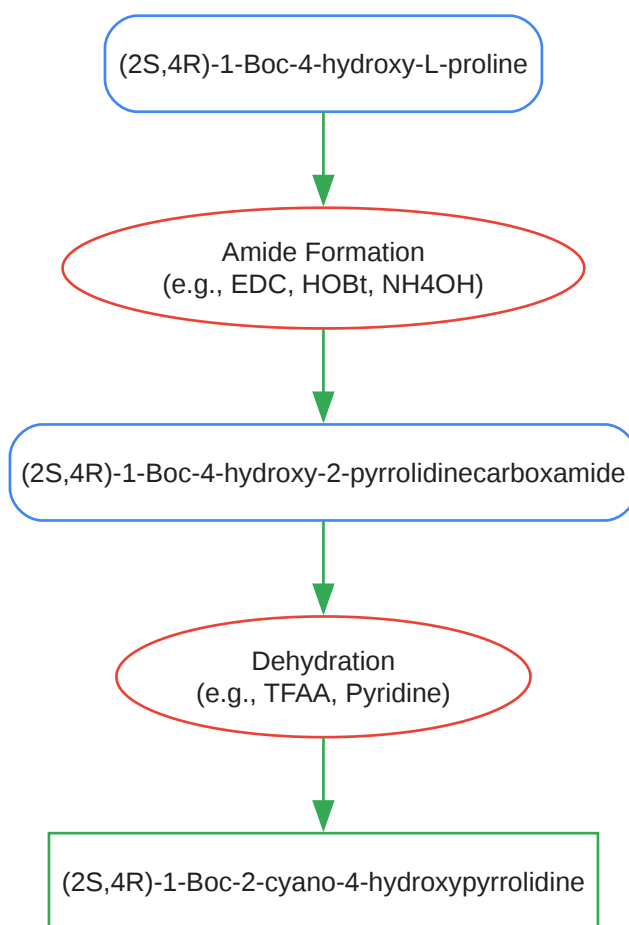 (2S,4R)-1-Boc-4-hydroxy-L-proline
Amide Formation
(e.g., EDC, HOBt, NH4OH)
(2S,4R)-1-Boc-4-hydroxy-2-pyrrolidinecarboxamide
Dehydration
(e.g., TFAA, Pyridine)
(2S,4R)-1-Boc-2-cyano-4-hydroxypyrrolidine